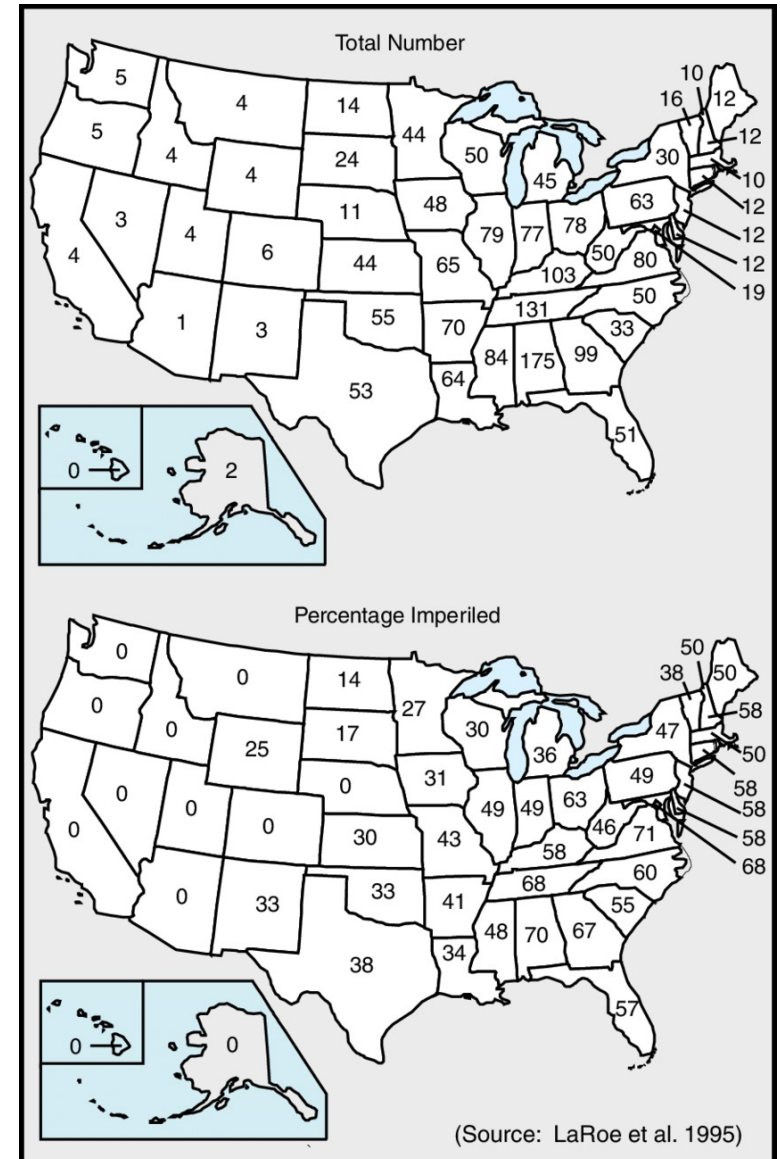 Total Number
10
5 4 14 16 12
44
5 50 12
4 24 30
4 45 10
11 48 63 12
3 79 77 78 12
4 4 6 44 65 50 80 12
103 19
1 3 55 131 50
70 33
53 84 175 99
64
51
0 2
Percentage Imperiled
50
0 0 14 38 50
27 58
0 17 30 47
0 25 36 50
0 31 49 58
0 0 49 49 63 58
0 0 30 43 46 71 58
58 68
0 33 33 68 60
41 55
38 48 70 67
34
57
0 0
(Source: LaRoe et al. 1995)